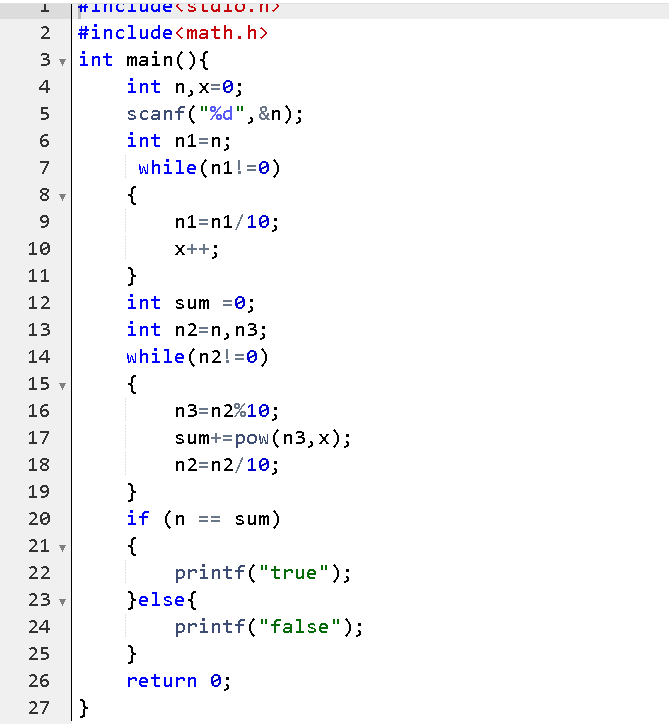 1 #include<stdio.h>
2 #include<math.h>
3 int main(){
4 int n,x=0;
5 scanf("%d",&n);
6 int n1=n;
7 while(n1!=0)
8 {
9 n1=n1/10;
10 x++;
11 }
12 int sum =0;
13 int n2=n,n3;
14 while(n2!=0)
15 {
16 n3=n2%10;
17 sum+=pow(n3,x);
18 n2=n2/10;
19 }
20 if (n == sum)
21 {
22 printf("true");
23 }else{
24 printf("false");
25 }
26 return 0;
27 }